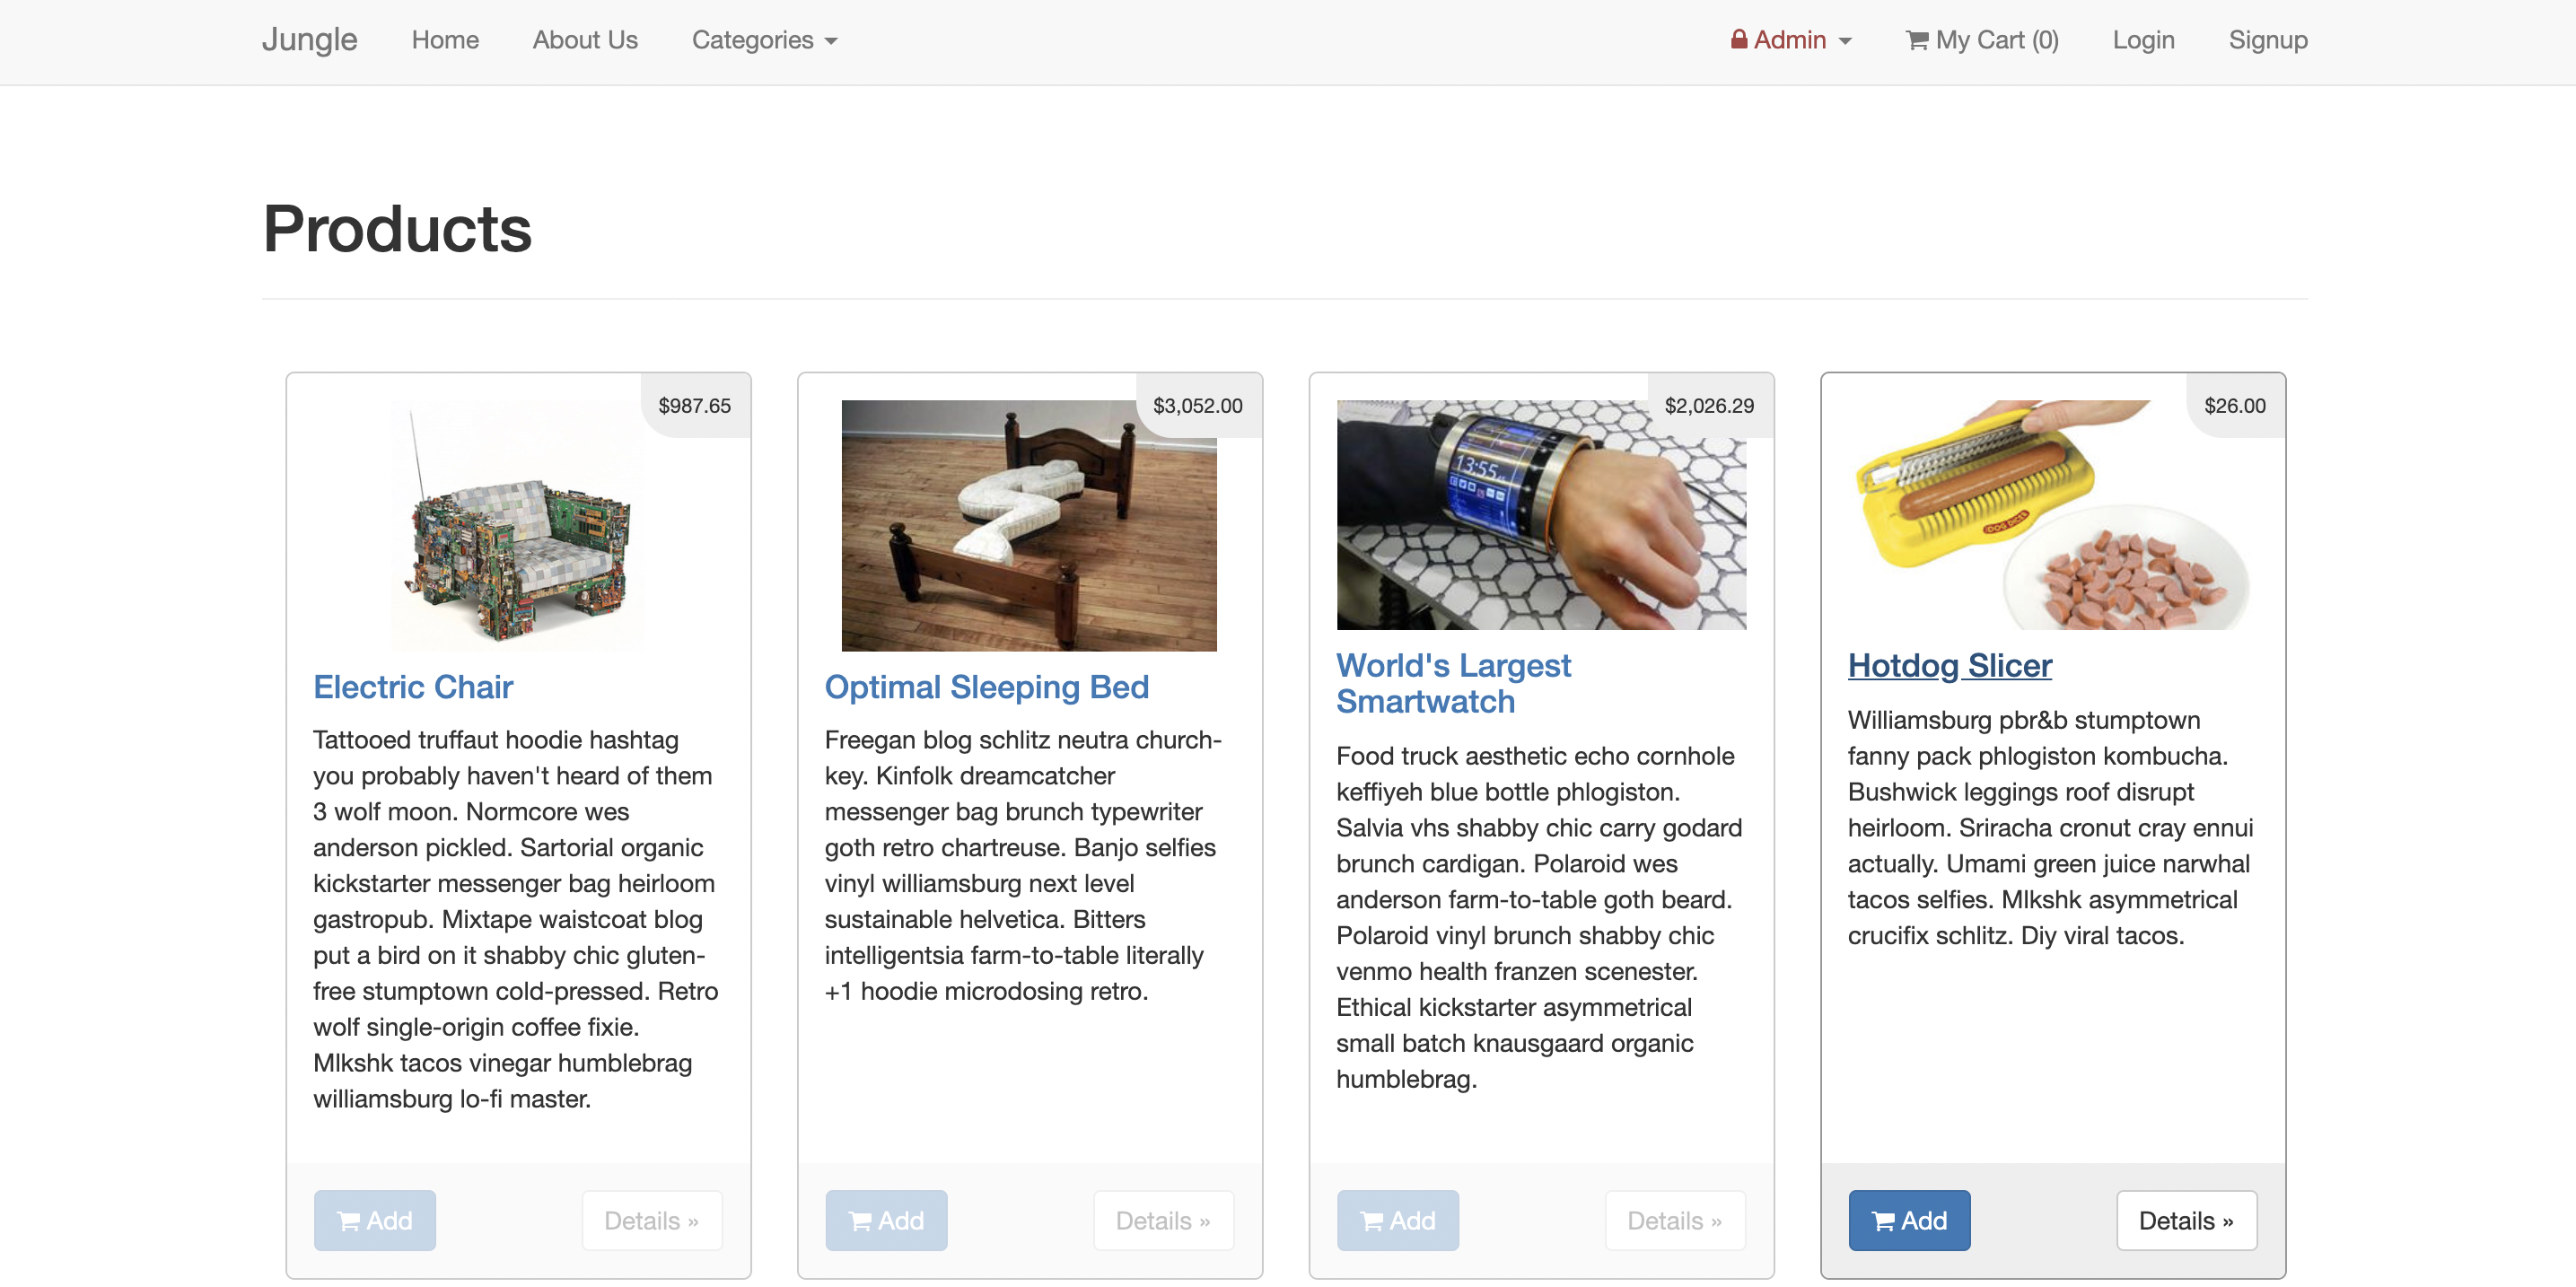 Jungle Home About Us Categories Admin My Cart (0) Login Signup
Products
$987.65
Electric Chair
Tattooed truffaut hoodie hashtag
you probably haven't heard of them
3 wolf moon. Normcore wes
anderson pickled. Sartorial organic
kickstarter messenger bag heirloom
gastropub. Mixtape waistcoat blog
put a bird on it shabby chic gluten-
free stumptown cold-pressed. Retro
wolf single-origin coffee fixie.
Mlkshk tacos vinegar humblebrag
williamsburg lo-fi master.
Add Details »
$3,052.00
Optimal Sleeping Bed
Freegan blog schlitz neutra church-
key. Kinfolk dreamcatcher
messenger bag brunch typewriter
goth retro chartreuse. Banjo selfies
vinyl williamsburg next level
sustainable helvetica. Bitters
intelligentsia farm-to-table literally
+1 hoodie microdosing retro.
Add Details »
$2,026.29
13:55
World's Largest
Smartwatch
Food truck aesthetic echo cornhole
keffiyeh blue bottle phlogiston.
Salvia vhs shabby chic carry godard
brunch cardigan. Polaroid wes
anderson farm-to-table goth beard.
Polaroid vinyl brunch shabby chic
venmo health franzen scenester.
Ethical kickstarter asymmetrical
small batch knausgaard organic
humblebrag.
Add Details »
$26.00
DOG DICER
Hotdog Slicer
Williamsburg pbr&b stumptown
fanny pack phlogiston kombucha.
Bushwick leggings roof disrupt
heirloom. Sriracha cronut cray ennui
actually. Umami green juice narwhal
tacos selfies. Mlkshk asymmetrical
crucifix schlitz. Diy viral tacos.
Add Details »